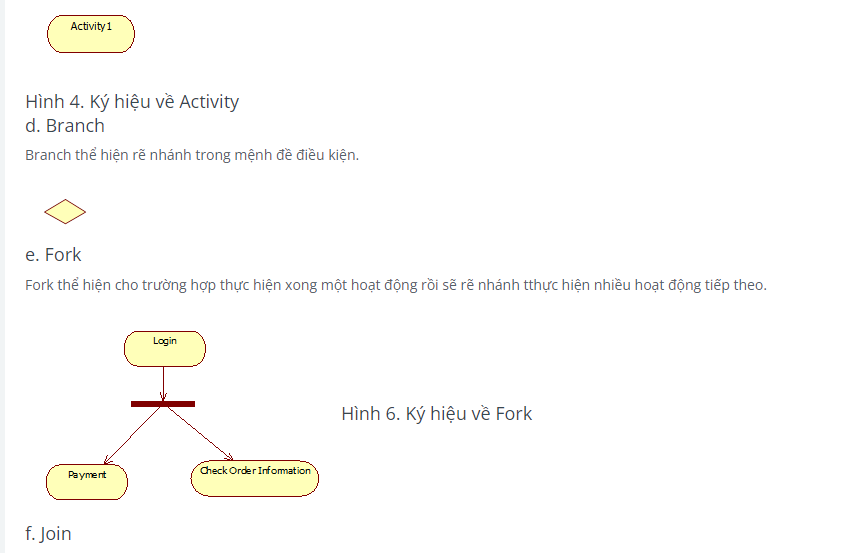 Activity1
Hình 4. Ký hiệu về Activity
d. Branch
Branch thể hiện rẽ nhánh trong mệnh đề điều kiện.
e. Fork
Fork thể hiện cho trường hợp thực hiện xong một hoạt động rồi sẽ rẽ nhánh tthực hiện nhiều hoạt động tiếp theo.
Login
Hình 6. Ký hiệu về Fork
Payment
Check Order Information
f. Join